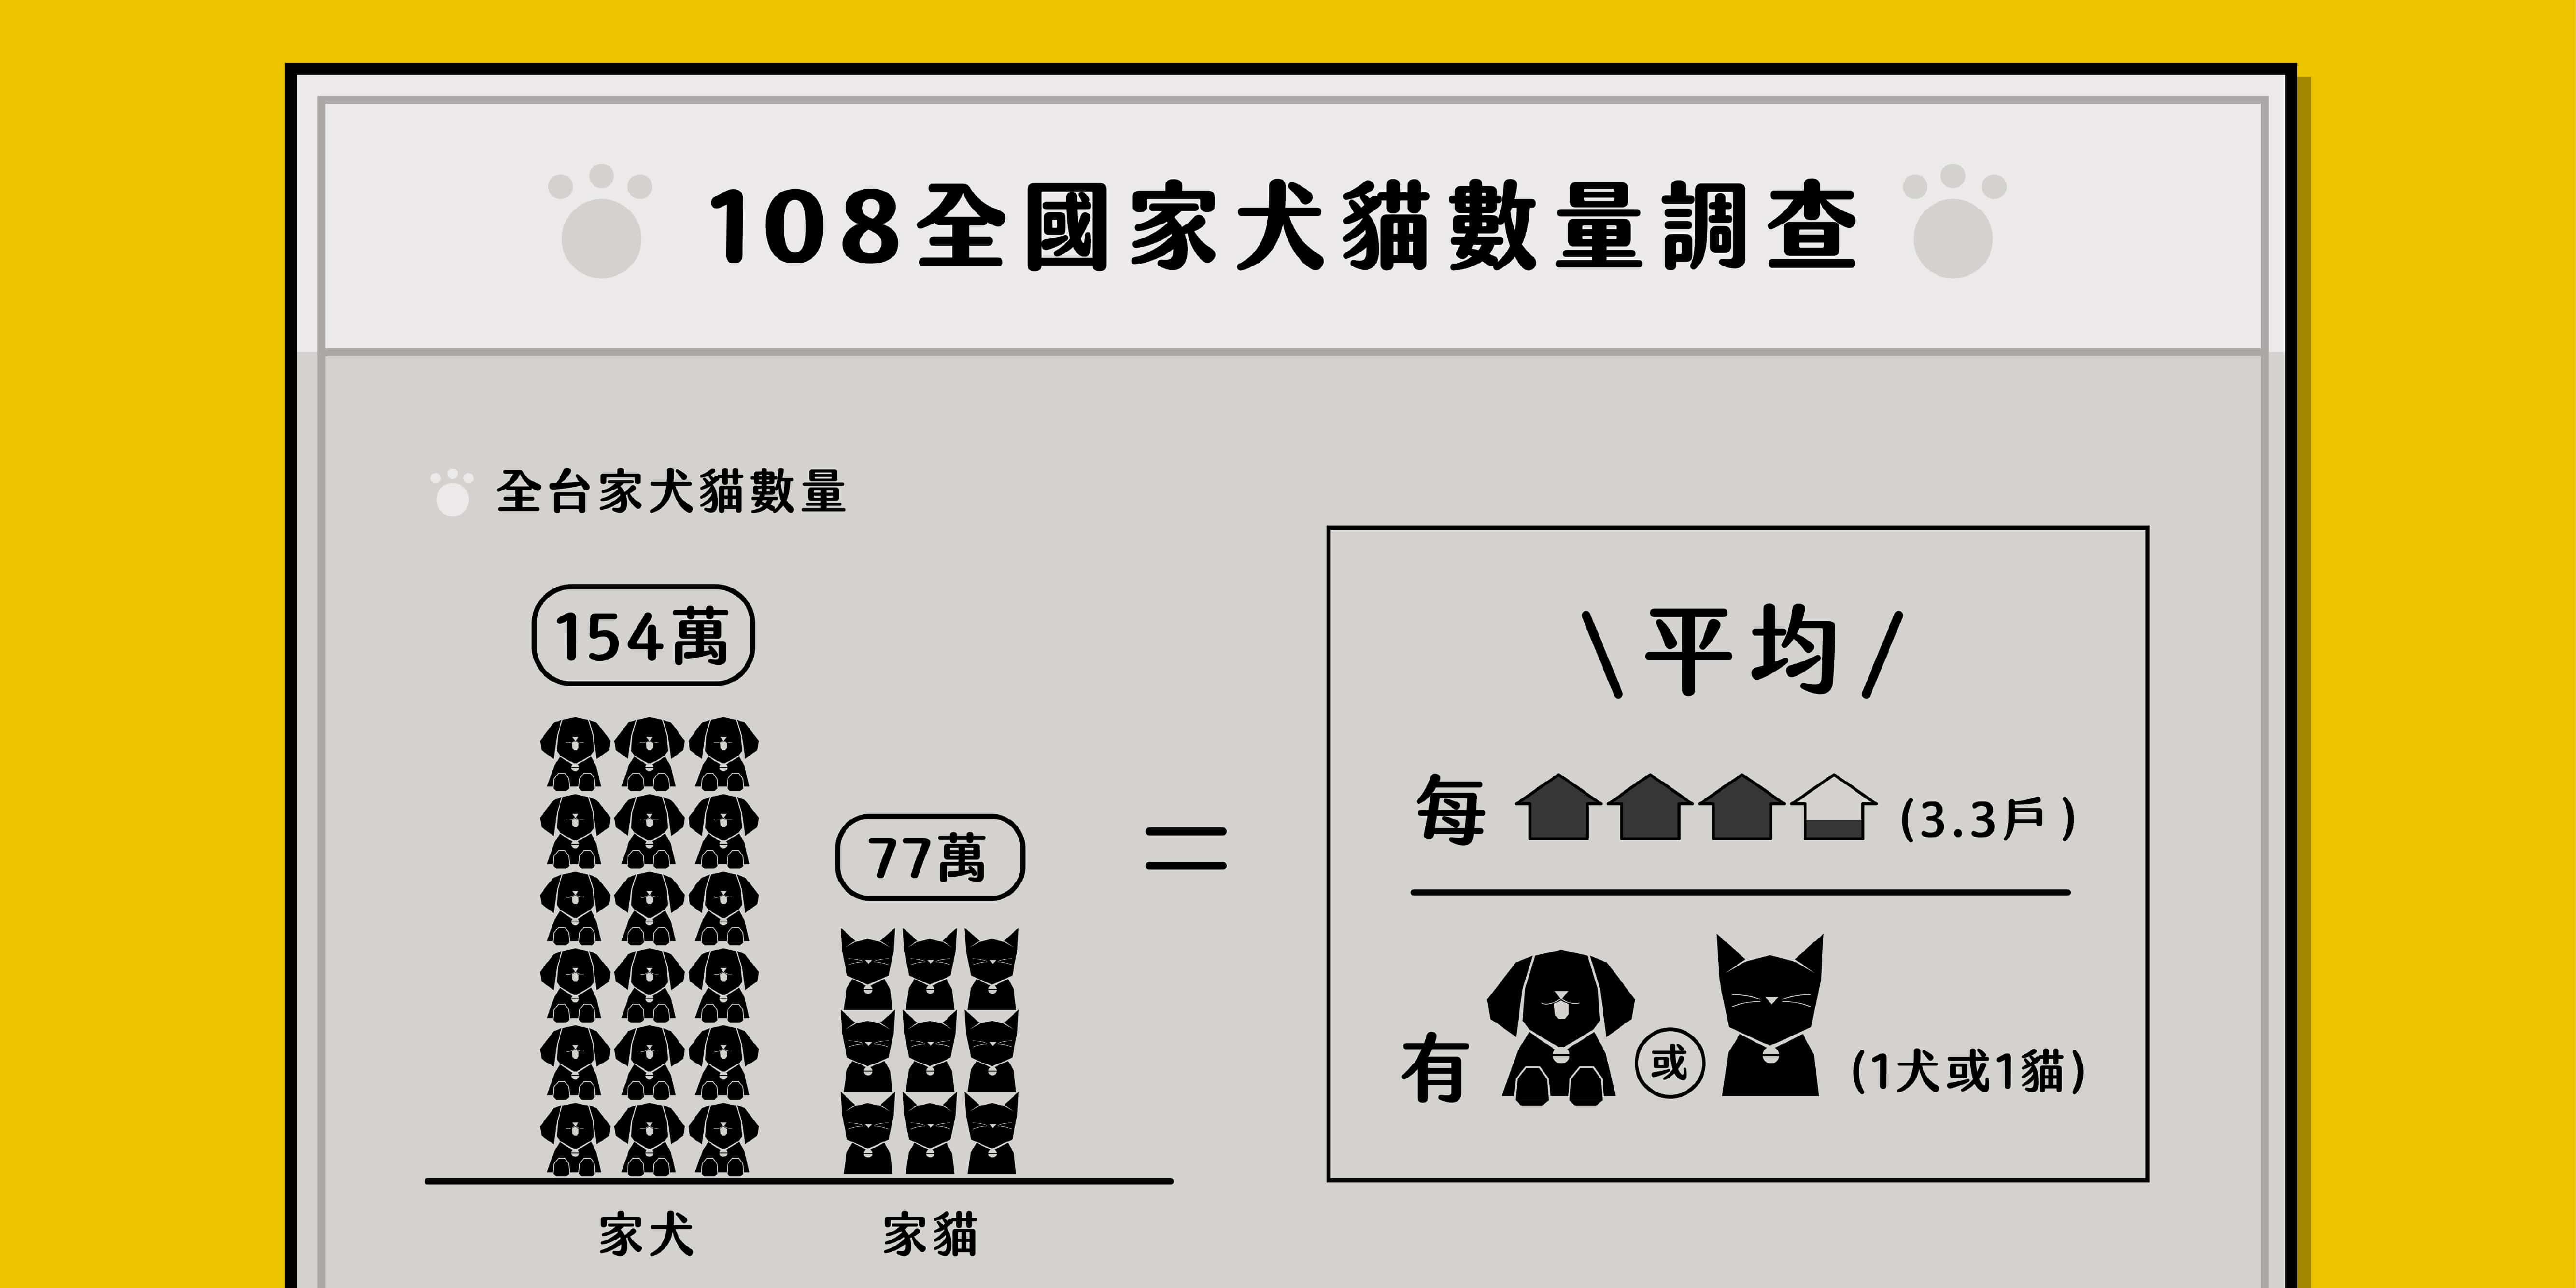 108全國家犬貓數量調查
全台家犬貓數量
154萬
77萬
=
家犬
家貓
\平均/
每 (3.3戶)
有 或 (1犬或1貓)